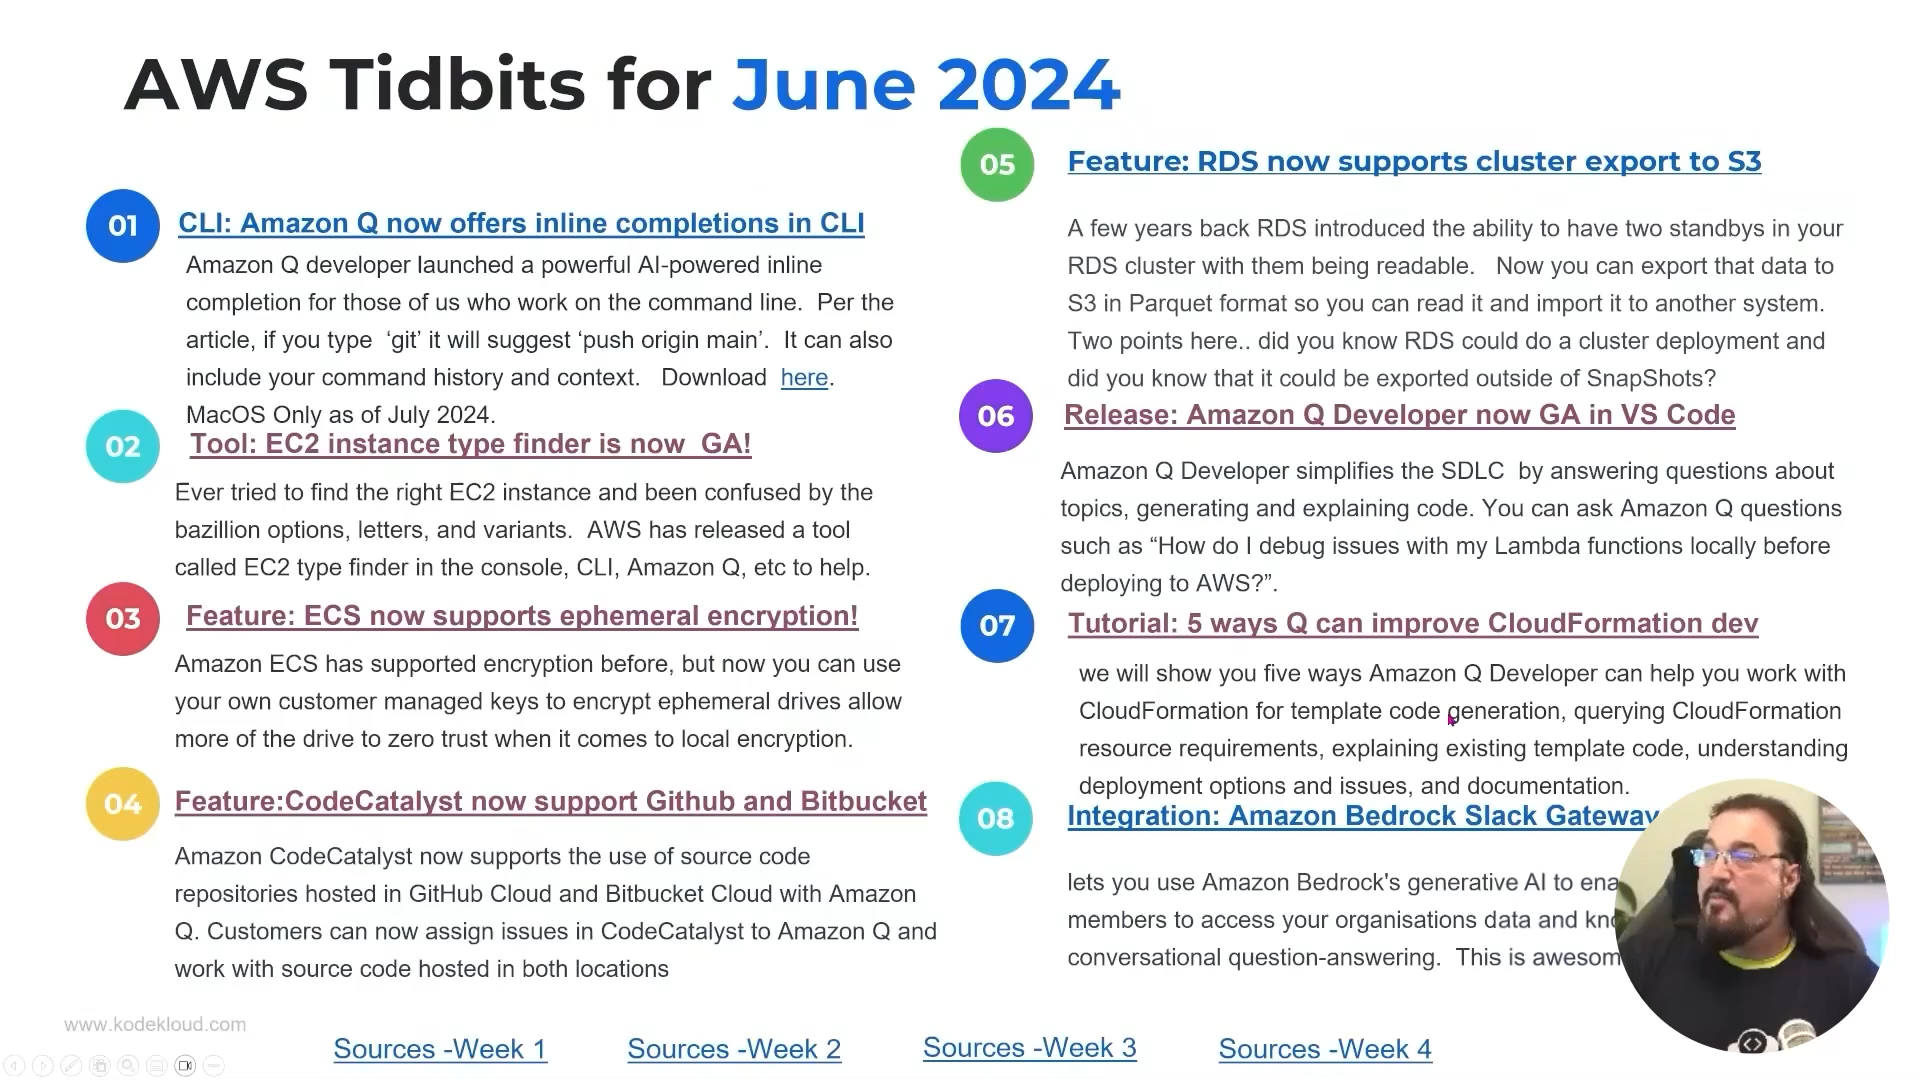 AWS Tidbits for June 2024
01
CLI: Amazon Q now offers inline completions in CLI
Amazon Q developer launched a powerful AI-powered inline
completion for those of us who work on the command line.  Per the
article, if you type  ‘git’ it will suggest ‘push origin main’.  It can also
include your command history and context.   Download  here.
MacOS Only as of July 2024.
02
Tool: EC2 instance type finder is now  GA!
Ever tried to find the right EC2 instance and been confused by the
bazillion options, letters, and variants.  AWS has released a tool
called EC2 type finder in the console, CLI, Amazon Q, etc to help.
03
Feature: ECS now supports ephemeral encryption!
Amazon ECS has supported encryption before, but now you can use
your own customer managed keys to encrypt ephemeral drives allow
more of the drive to zero trust when it comes to local encryption.
04
Feature:CodeCatalyst now support Github and Bitbucket
Amazon CodeCatalyst now supports the use of source code
repositories hosted in GitHub Cloud and Bitbucket Cloud with Amazon
Q. Customers can now assign issues in CodeCatalyst to Amazon Q and
work with source code hosted in both locations
05
Feature: RDS now supports cluster export to S3
A few years back RDS introduced the ability to have two standbys in your
RDS cluster with them being readable.   Now you can export that data to
S3 in Parquet format so you can read it and import it to another system.
Two points here.. did you know RDS could do a cluster deployment and
did you know that it could be exported outside of SnapShots?
06
Release: Amazon Q Developer now GA in VS Code
Amazon Q Developer simplifies the SDLC  by answering questions about
topics, generating and explaining code. You can ask Amazon Q questions
such as “How do I debug issues with my Lambda functions locally before
deploying to AWS?”.
07
Tutorial: 5 ways Q can improve CloudFormation dev
we will show you five ways Amazon Q Developer can help you work with
CloudFormation for template code generation, querying CloudFormation
resource requirements, explaining existing template code, understanding
deployment options and issues, and documentation.
08
Integration: Amazon Bedrock Slack Gateway
lets you use Amazon Bedrock's generative AI to
members to access your organisations data and
conversational question-answering.  This is
www.kodekloud.com
Sources -Week 1
Sources -Week 2
Sources -Week 3
Sources -Week 4